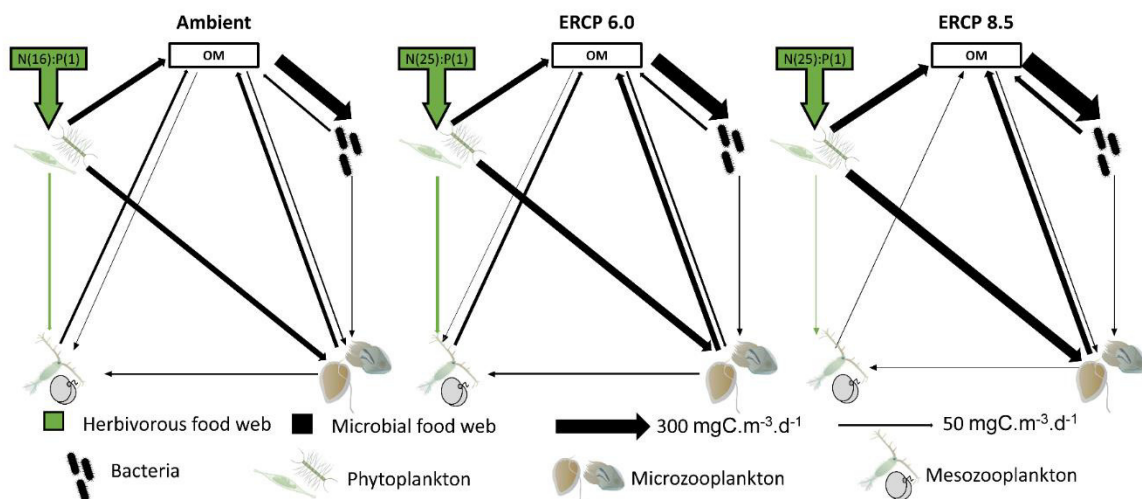 Ambient
ERCP 6.0
ERCP 8.5
N(16):P(1)
OM
N(25):P(1)
OM
N(25):P(1)
OM
Herbivorous food web
Microbial food web
300 mgC.m⁻³.d⁻¹
50 mgC.m⁻³.d⁻¹
Bacteria
Phytoplankton
Microzooplankton
Mesozooplankton